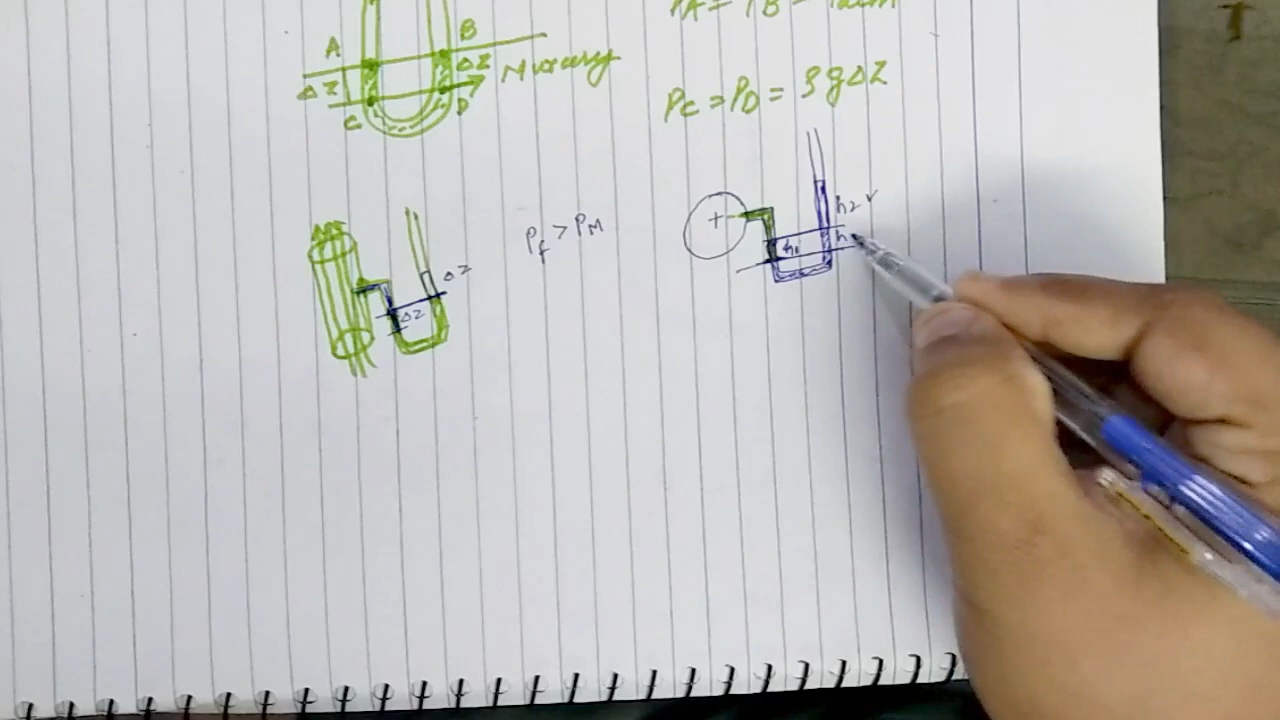 PA = PB = Patm
A B
ΔZ ΔZ Mercury
C D
PC = PD = ρgΔZ
Pf > PM
ΔZ
ΔZ
+
h2
h1 h